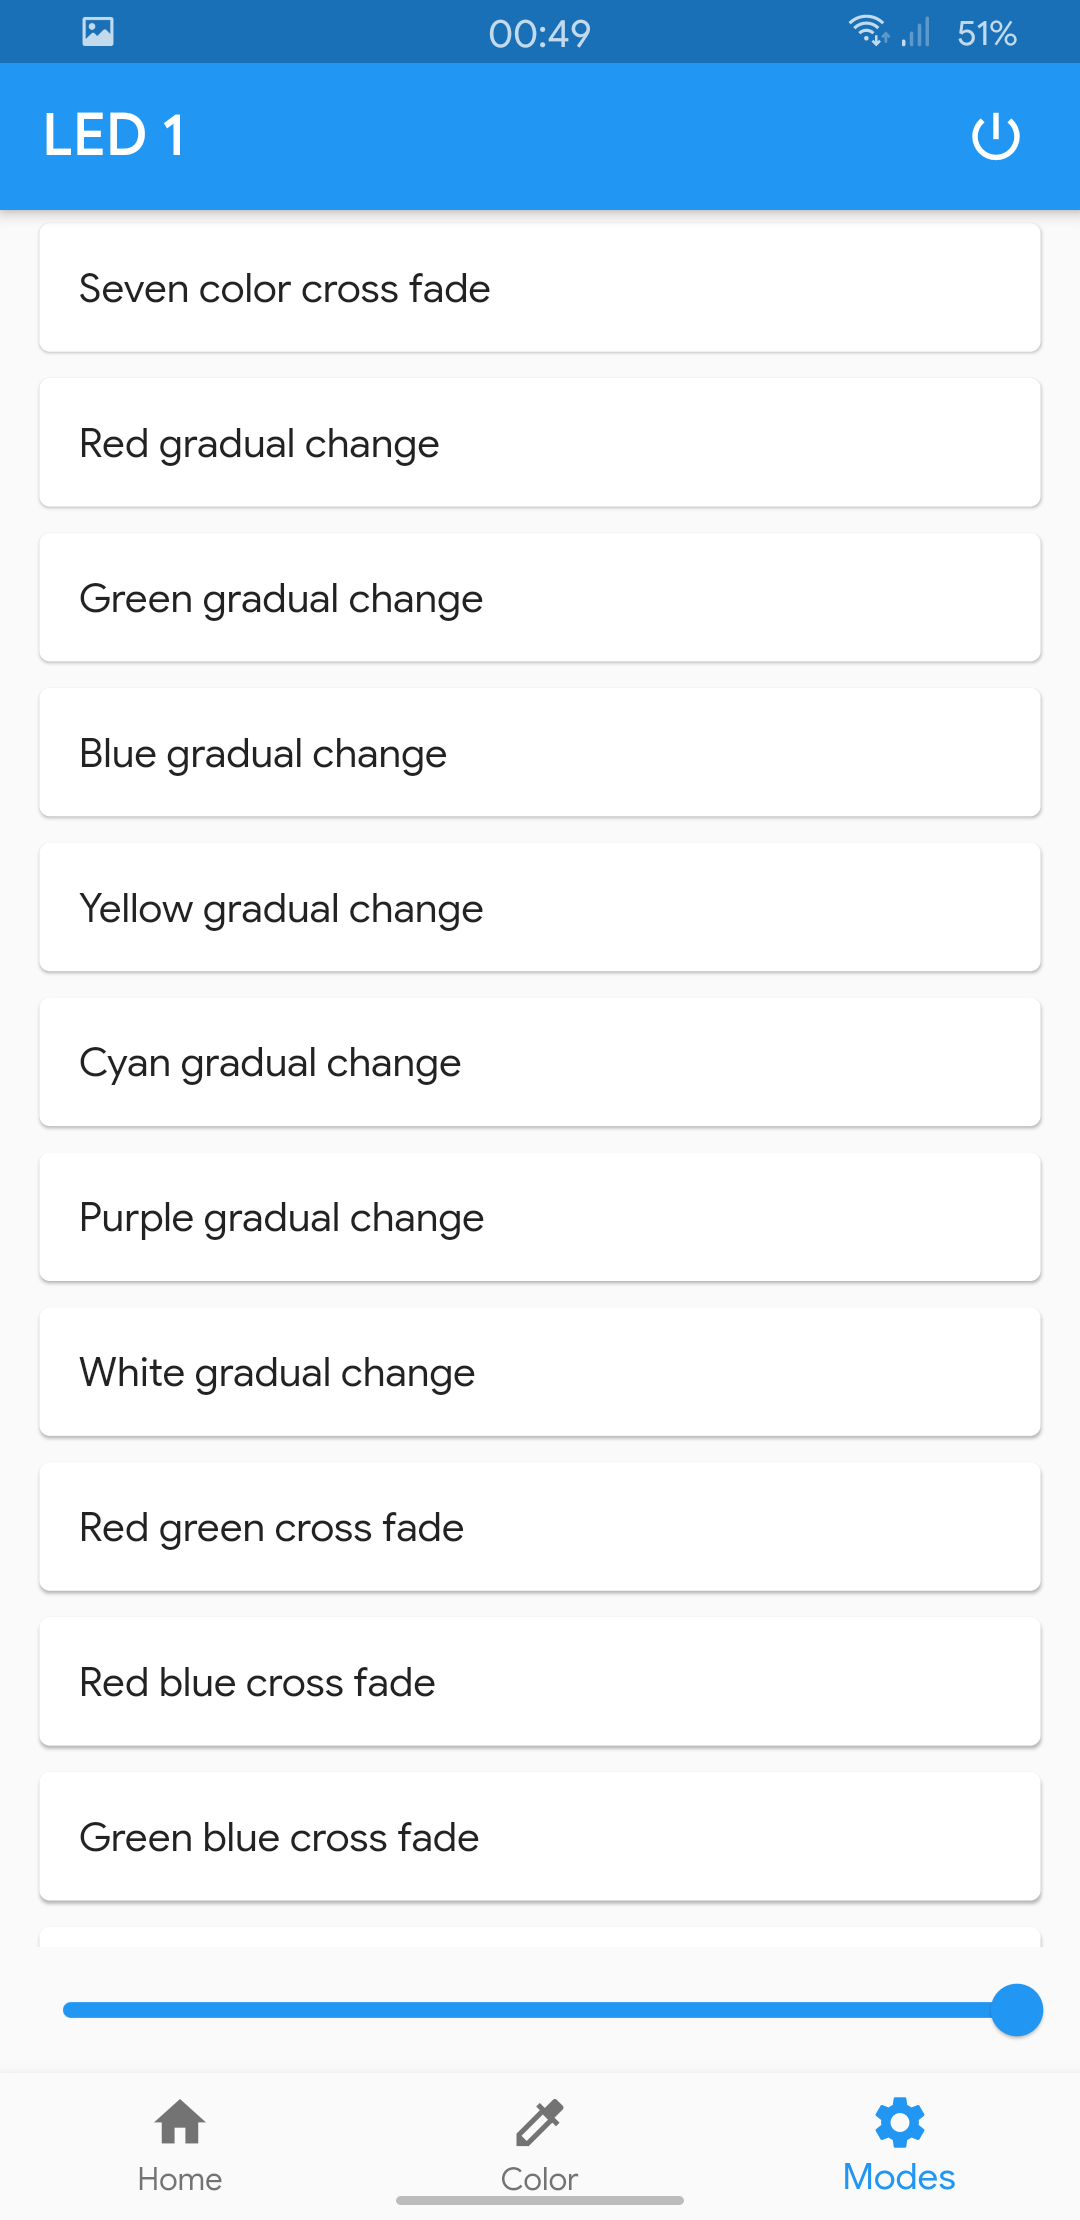 00:49 51%
LED 1
Seven color cross fade
Red gradual change
Green gradual change
Blue gradual change
Yellow gradual change
Cyan gradual change
Purple gradual change
White gradual change
Red green cross fade
Red blue cross fade
Green blue cross fade
Home Color Modes